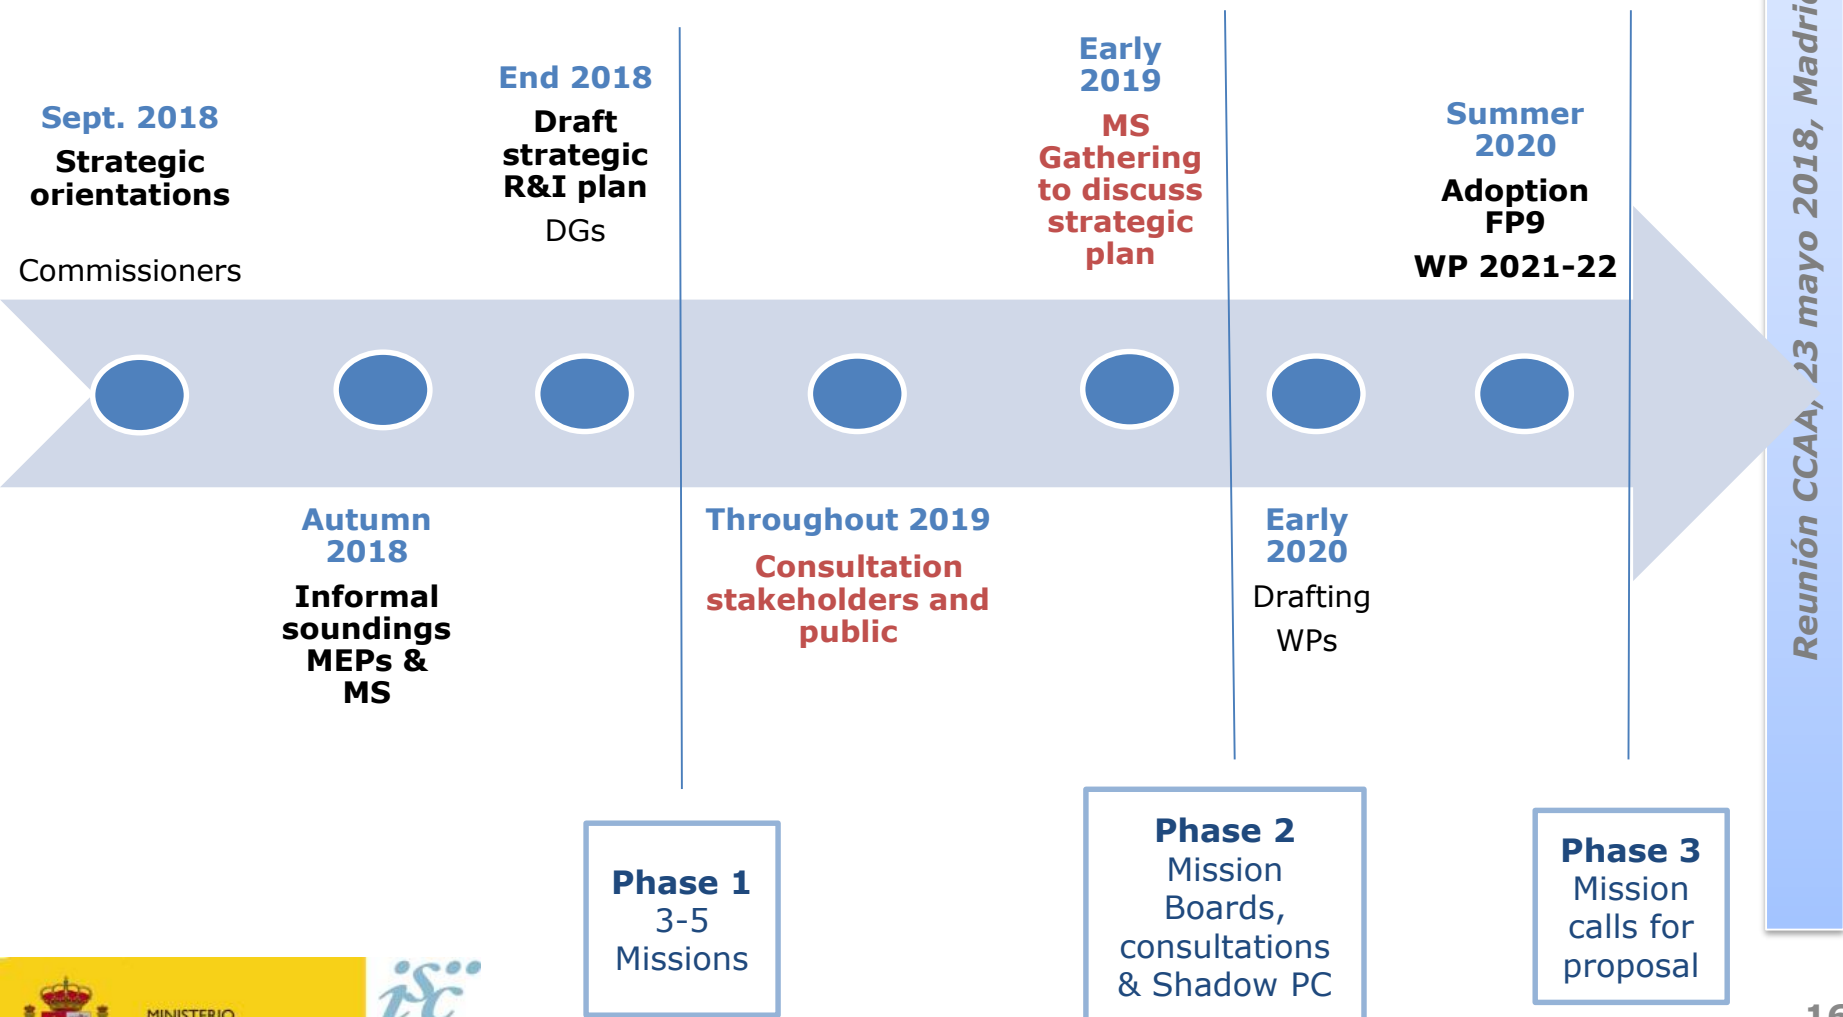 Sept. 2018
Strategic
orientations
Commissioners
Autumn
2018
Informal
soundings
MEPs &
MS
End 2018
Draft
strategic
R&I plan
DGs
Throughout 2019
Consultation
stakeholders and
public
Early
2019
MS
Gathering
to discuss
strategic
plan
Early
2020
Drafting
WPs
Summer
2020
Adoption
FP9
WP 2021-22
Phase 1
3-5
Missions
Phase 2
Mission
Boards,
consultations
& Shadow PC
Phase 3
Mission
calls for
proposal
Reunión CCAA, 23 mayo 2018, Madrid
MINISTERIO
isciii
16